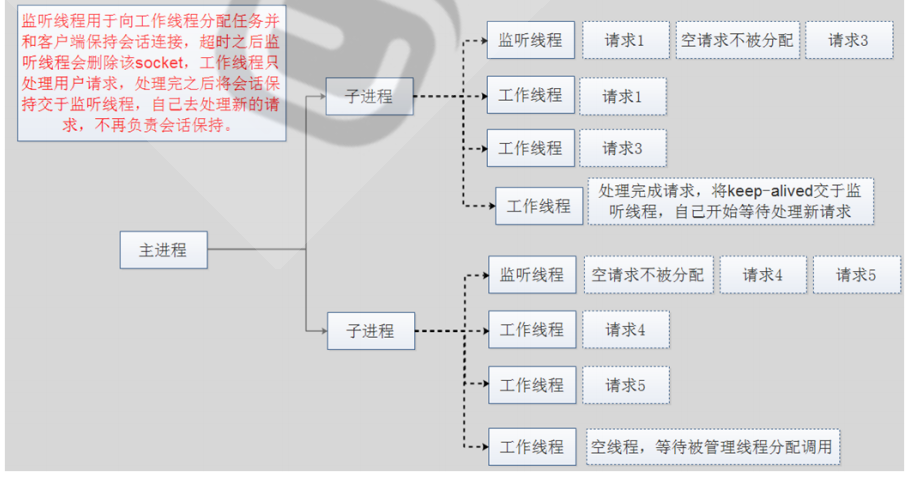 监听线程用于向工作线程分配任务并
和客户端保持会话连接，超时之后监
听线程会删除该socket，工作线程只
处理用户请求，处理完之后将会话保
持交于监听线程，自己去处理新的请
求，不再负责会话保持。
主进程
子进程
监听线程
请求1
空请求不被分配
请求3
工作线程
请求1
工作线程
请求3
工作线程
处理完成请求，将keep-alived交于监
听线程，自己开始等待处理新请求
子进程
监听线程
空请求不被分配
请求4
请求5
工作线程
请求4
工作线程
请求5
工作线程
空线程，等待被管理线程分配调用